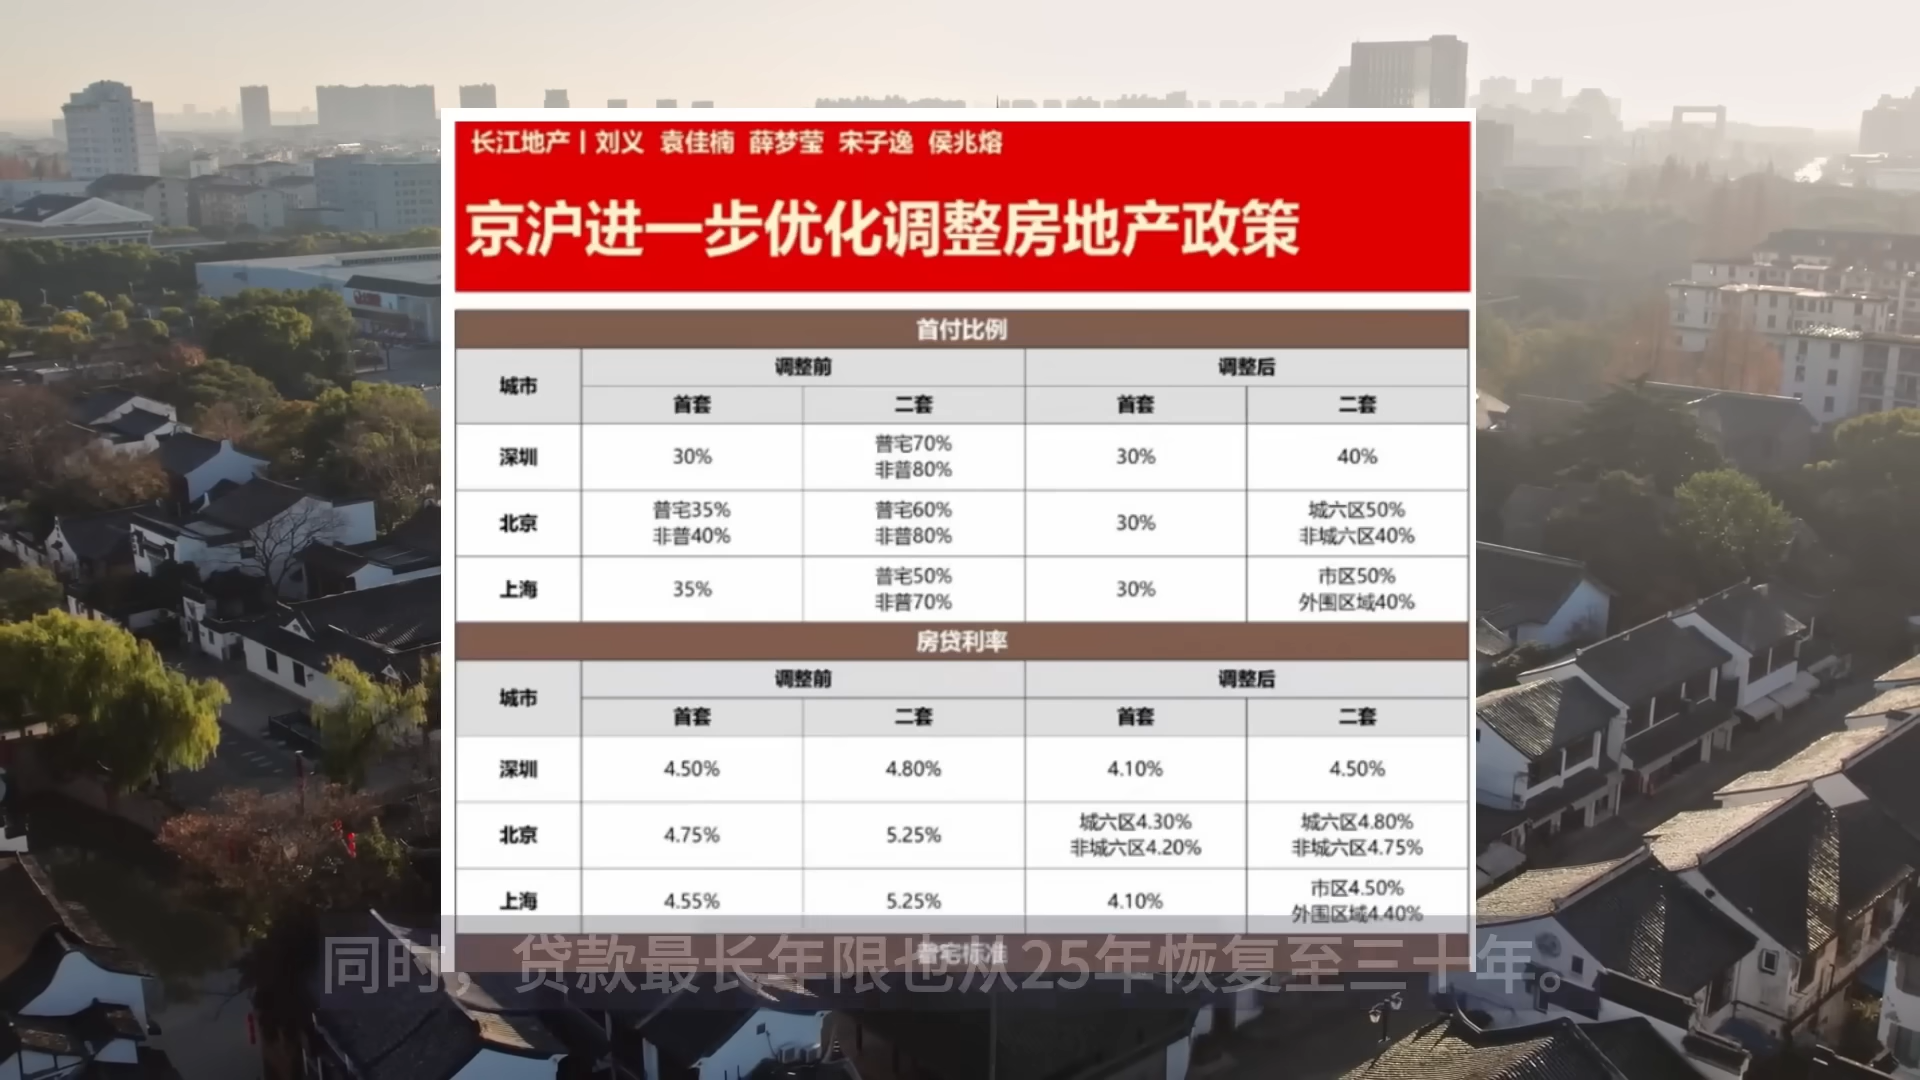 长江地产丨刘义 袁佳楠 薛梦莹 宋子逸 侯兆熔
京沪进一步优化调整房地产政策
首付比例
城市 调整前 调整后
首套 二套 首套 二套
深圳 30% 普宅70% 30% 40%
非普80%
北京 普宅35% 普宅60% 30% 城六区50%
非普40% 非普80% 非城六区40%
上海 35% 普宅50% 30% 市区50%
非普70% 外围区域40%
房贷利率
城市 调整前 调整后
首套 二套 首套 二套
深圳 4.50% 4.80% 4.10% 4.50%
北京 4.75% 5.25% 城六区4.30% 城六区4.80%
非城六区4.20% 非城六区4.75%
上海 4.55% 5.25% 4.10% 市区4.50%
外围区域4.40%
普宅标准
同时，贷款最长年限也从25年恢复至三十年。